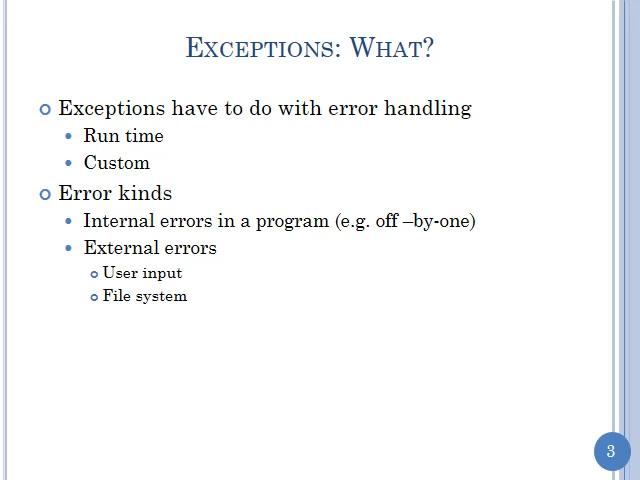 EXCEPTIONS: WHAT?
Exceptions have to do with error handling
Run time
Custom
Error kinds
Internal errors in a program (e.g. off –by-one)
External errors
User input
File system
3